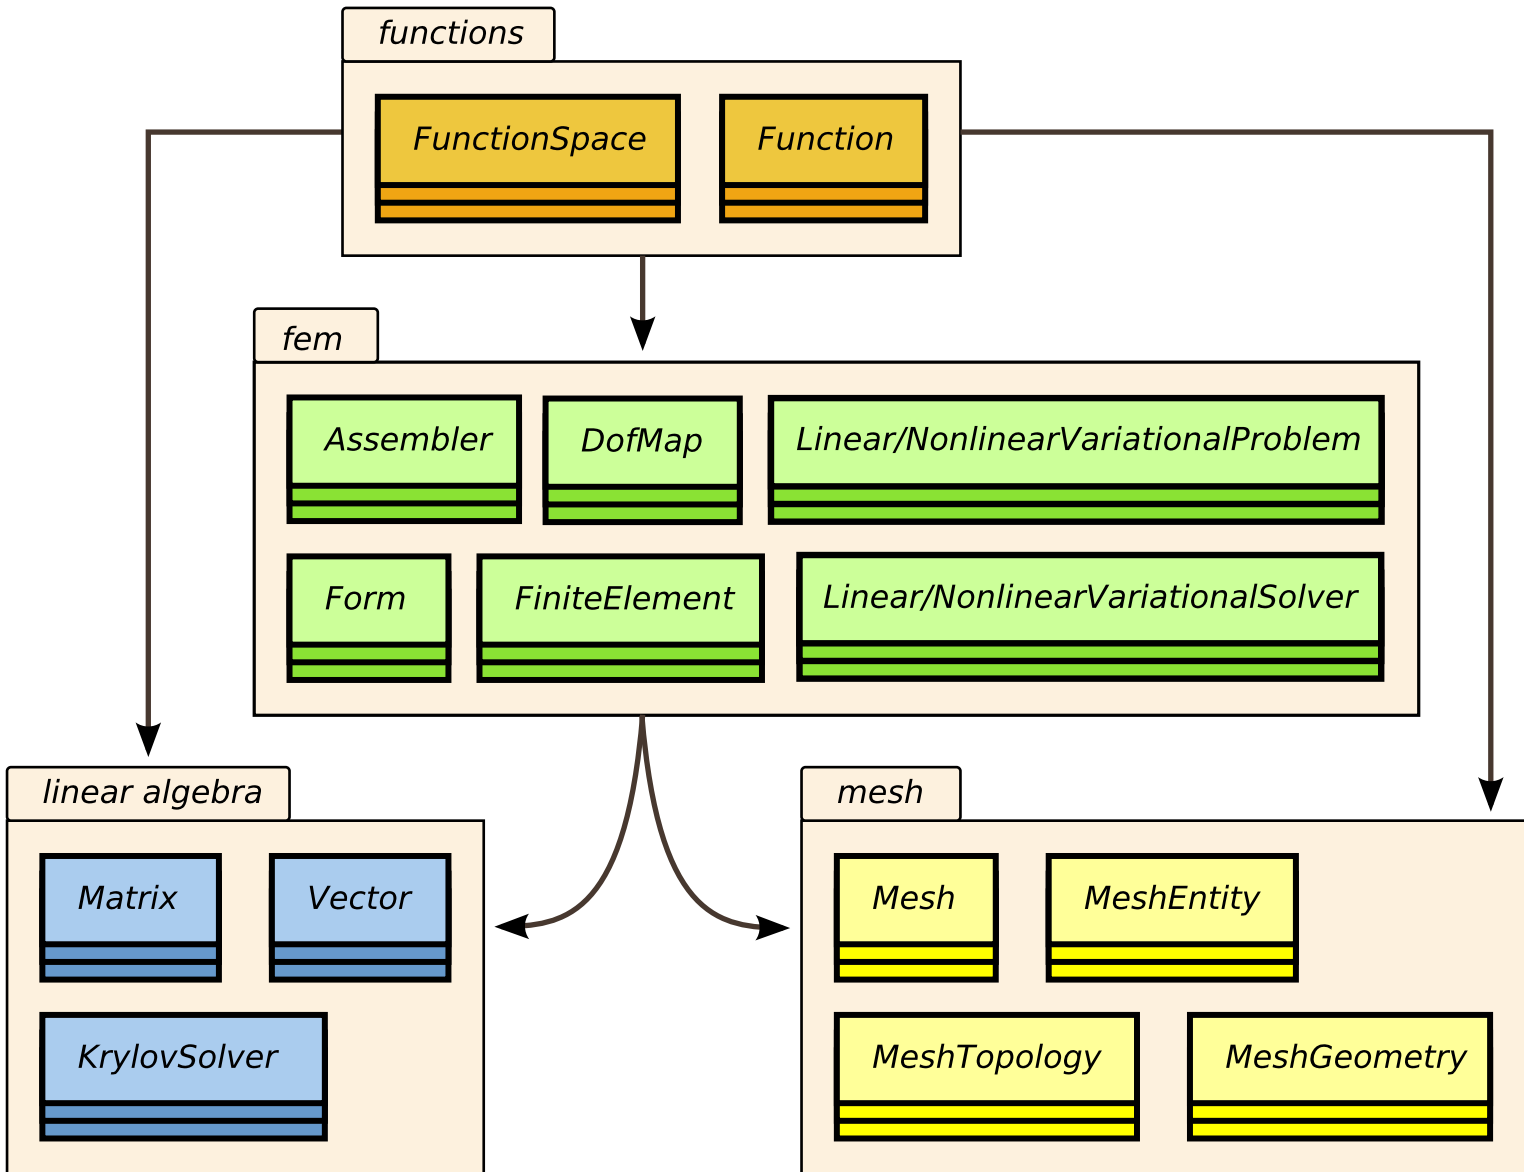 functions
FunctionSpace
Function
fem
Assembler
DofMap
Linear/NonlinearVariationalProblem
Form
FiniteElement
Linear/NonlinearVariationalSolver
linear algebra
Matrix
Vector
KrylovSolver
mesh
Mesh
MeshEntity
MeshTopology
MeshGeometry